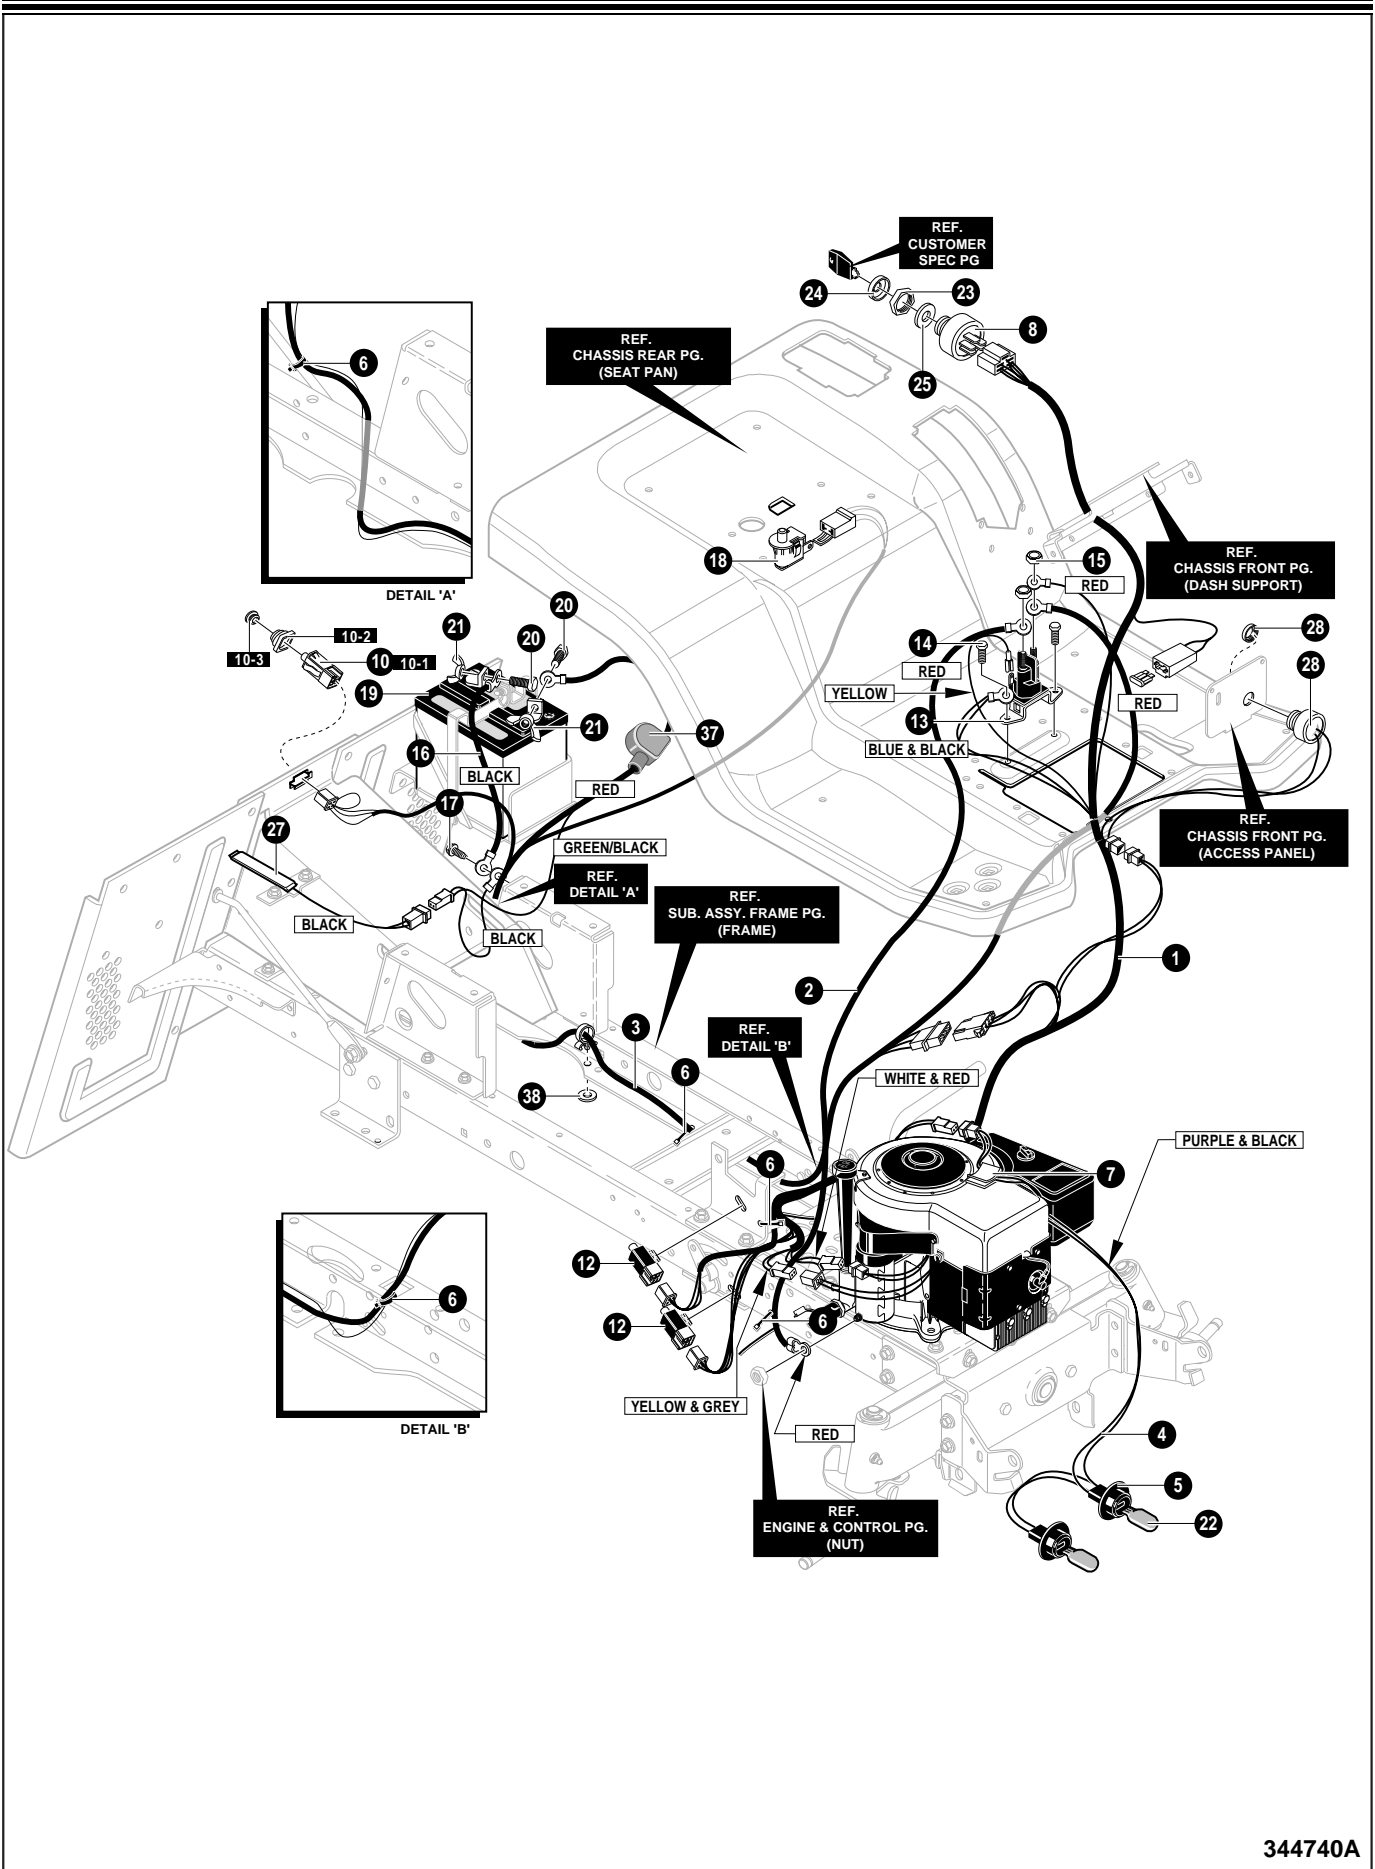 REF.
CUSTOMER
SPEC PG
24
23
8
25
REF.
CHASSIS REAR PG.
(SEAT PAN)
6
DETAIL 'A'
18
15
RED
REF.
CHASSIS FRONT PG.
(DASH SUPPORT)
10-2
10-3
10
10-1
21
20
20
19
14
RED
YELLOW
13
BLUE & BLACK
28
28
RED
21
37
16
BLACK
RED
17
27
GREEN/BLACK
REF.
DETAIL 'A'
REF.
CHASSIS FRONT PG.
(ACCESS PANEL)
BLACK
BLACK
REF.
SUB. ASSY. FRAME PG.
(FRAME)
1
2
3
REF.
DETAIL 'B'
6
WHITE & RED
38
PURPLE & BLACK
7
6
12
12
6
6
DETAIL 'B'
YELLOW & GREY
RED
4
5
22
REF.
ENGINE & CONTROL PG.
(NUT)
344740A